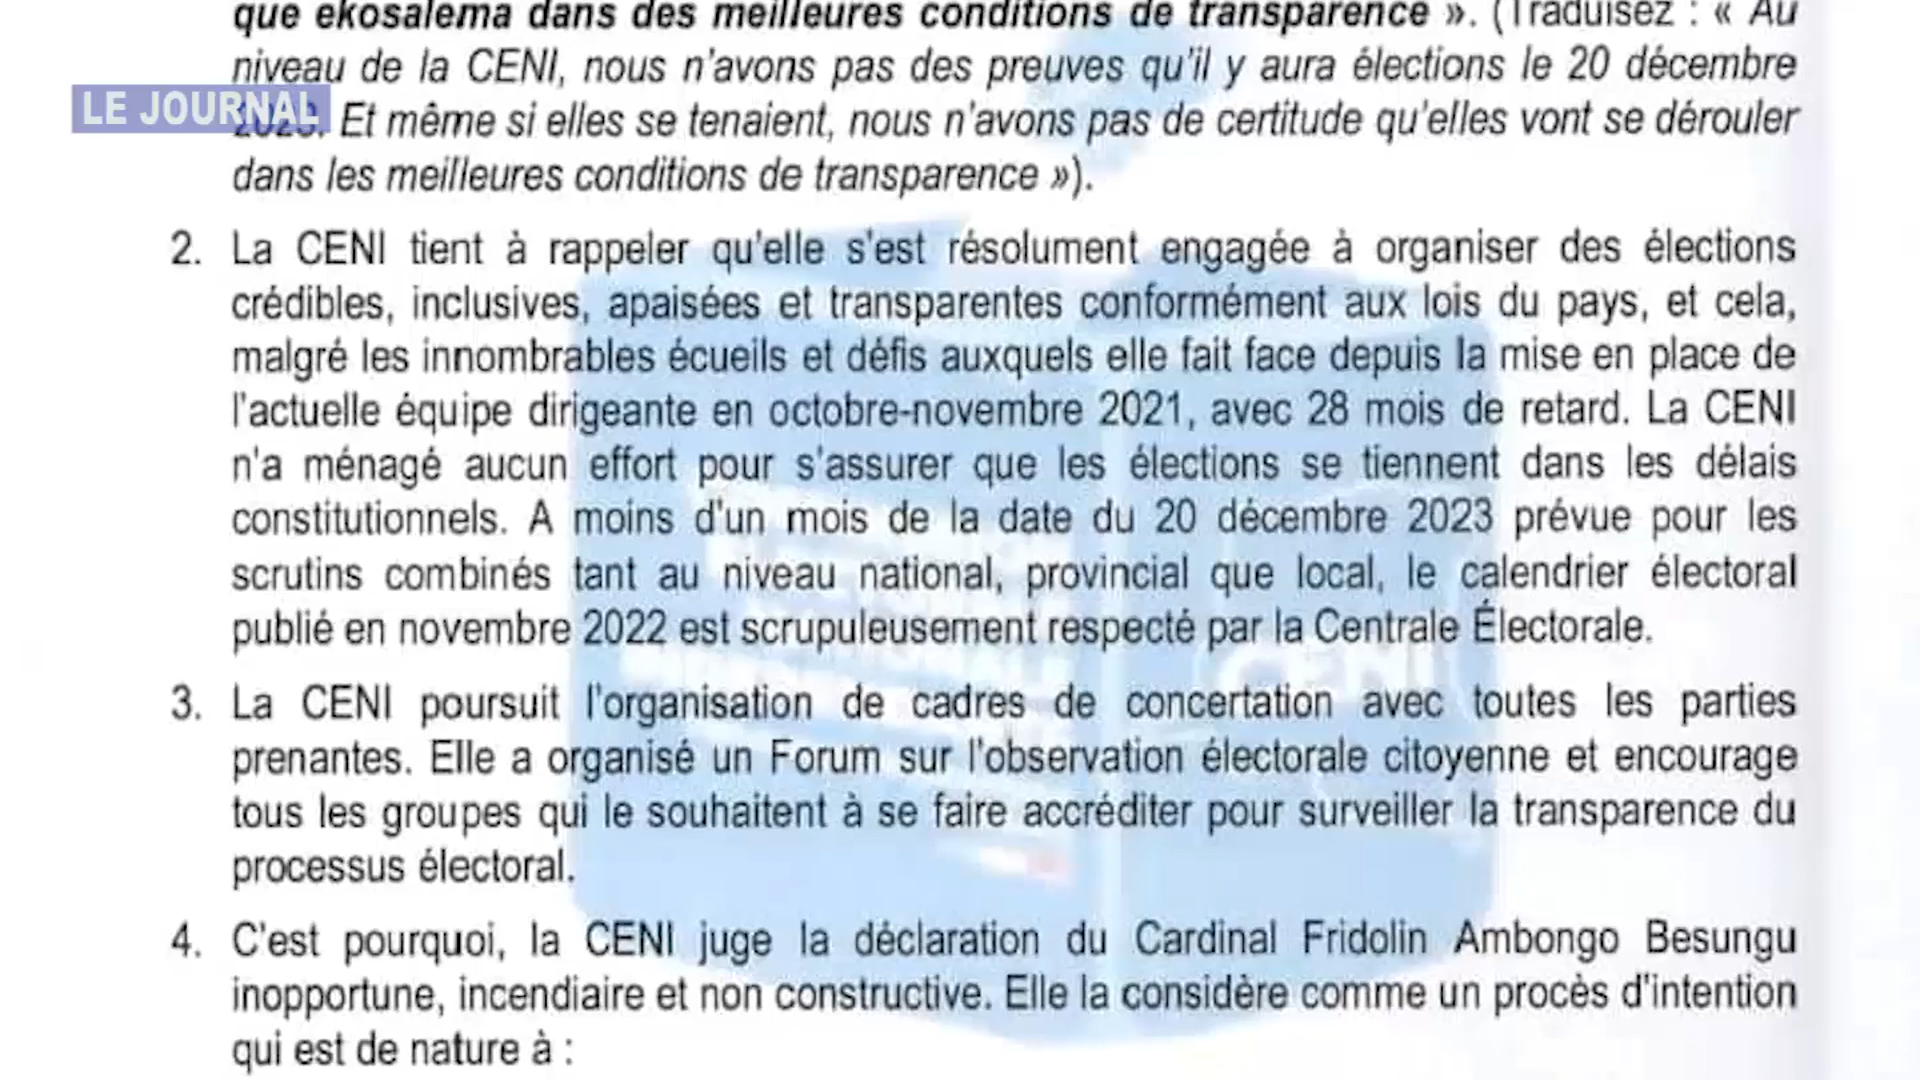 que ekosalema dans des meilleures conditions de transparence ». (Traduisez : « Au
niveau de la CENI, nous n'avons pas des preuves qu'il y aura élections le 20 décembre
LE JOURNAL
2023. Et même si elles se tenaient, nous n'avons pas de certitude qu'elles vont se dérouler
dans les meilleures conditions de transparence »).
2. La CENI tient à rappeler qu'elle s'est résolument engagée à organiser des élections
crédibles, inclusives, apaisées et transparentes conformément aux lois du pays, et cela,
malgré les innombrables écueils et défis auxquels elle fait face depuis la mise en place de
l'actuelle équipe dirigeante en octobre-novembre 2021, avec 28 mois de retard. La CENI
n'a ménagé aucun effort pour s'assurer que les élections se tiennent dans les délais
constitutionnels. A moins d'un mois de la date du 20 décembre 2023 prévue pour les
scrutins combinés tant au niveau national, provincial que local, le calendrier électoral
publié en novembre 2022 est scrupuleusement respecté par la Centrale Électorale.
CENI
3. La CENI poursuit l'organisation de cadres de concertation avec toutes les parties
prenantes. Elle a organisé un Forum sur l'observation électorale citoyenne et encourage
tous les groupes qui le souhaitent à se faire accréditer pour surveiller la transparence du
processus électoral.
4. C'est pourquoi, la CENI juge la déclaration du Cardinal Fridolin Ambongo Besungu
inopportune, incendiaire et non constructive. Elle la considère comme un procès d'intention
qui est de nature à :